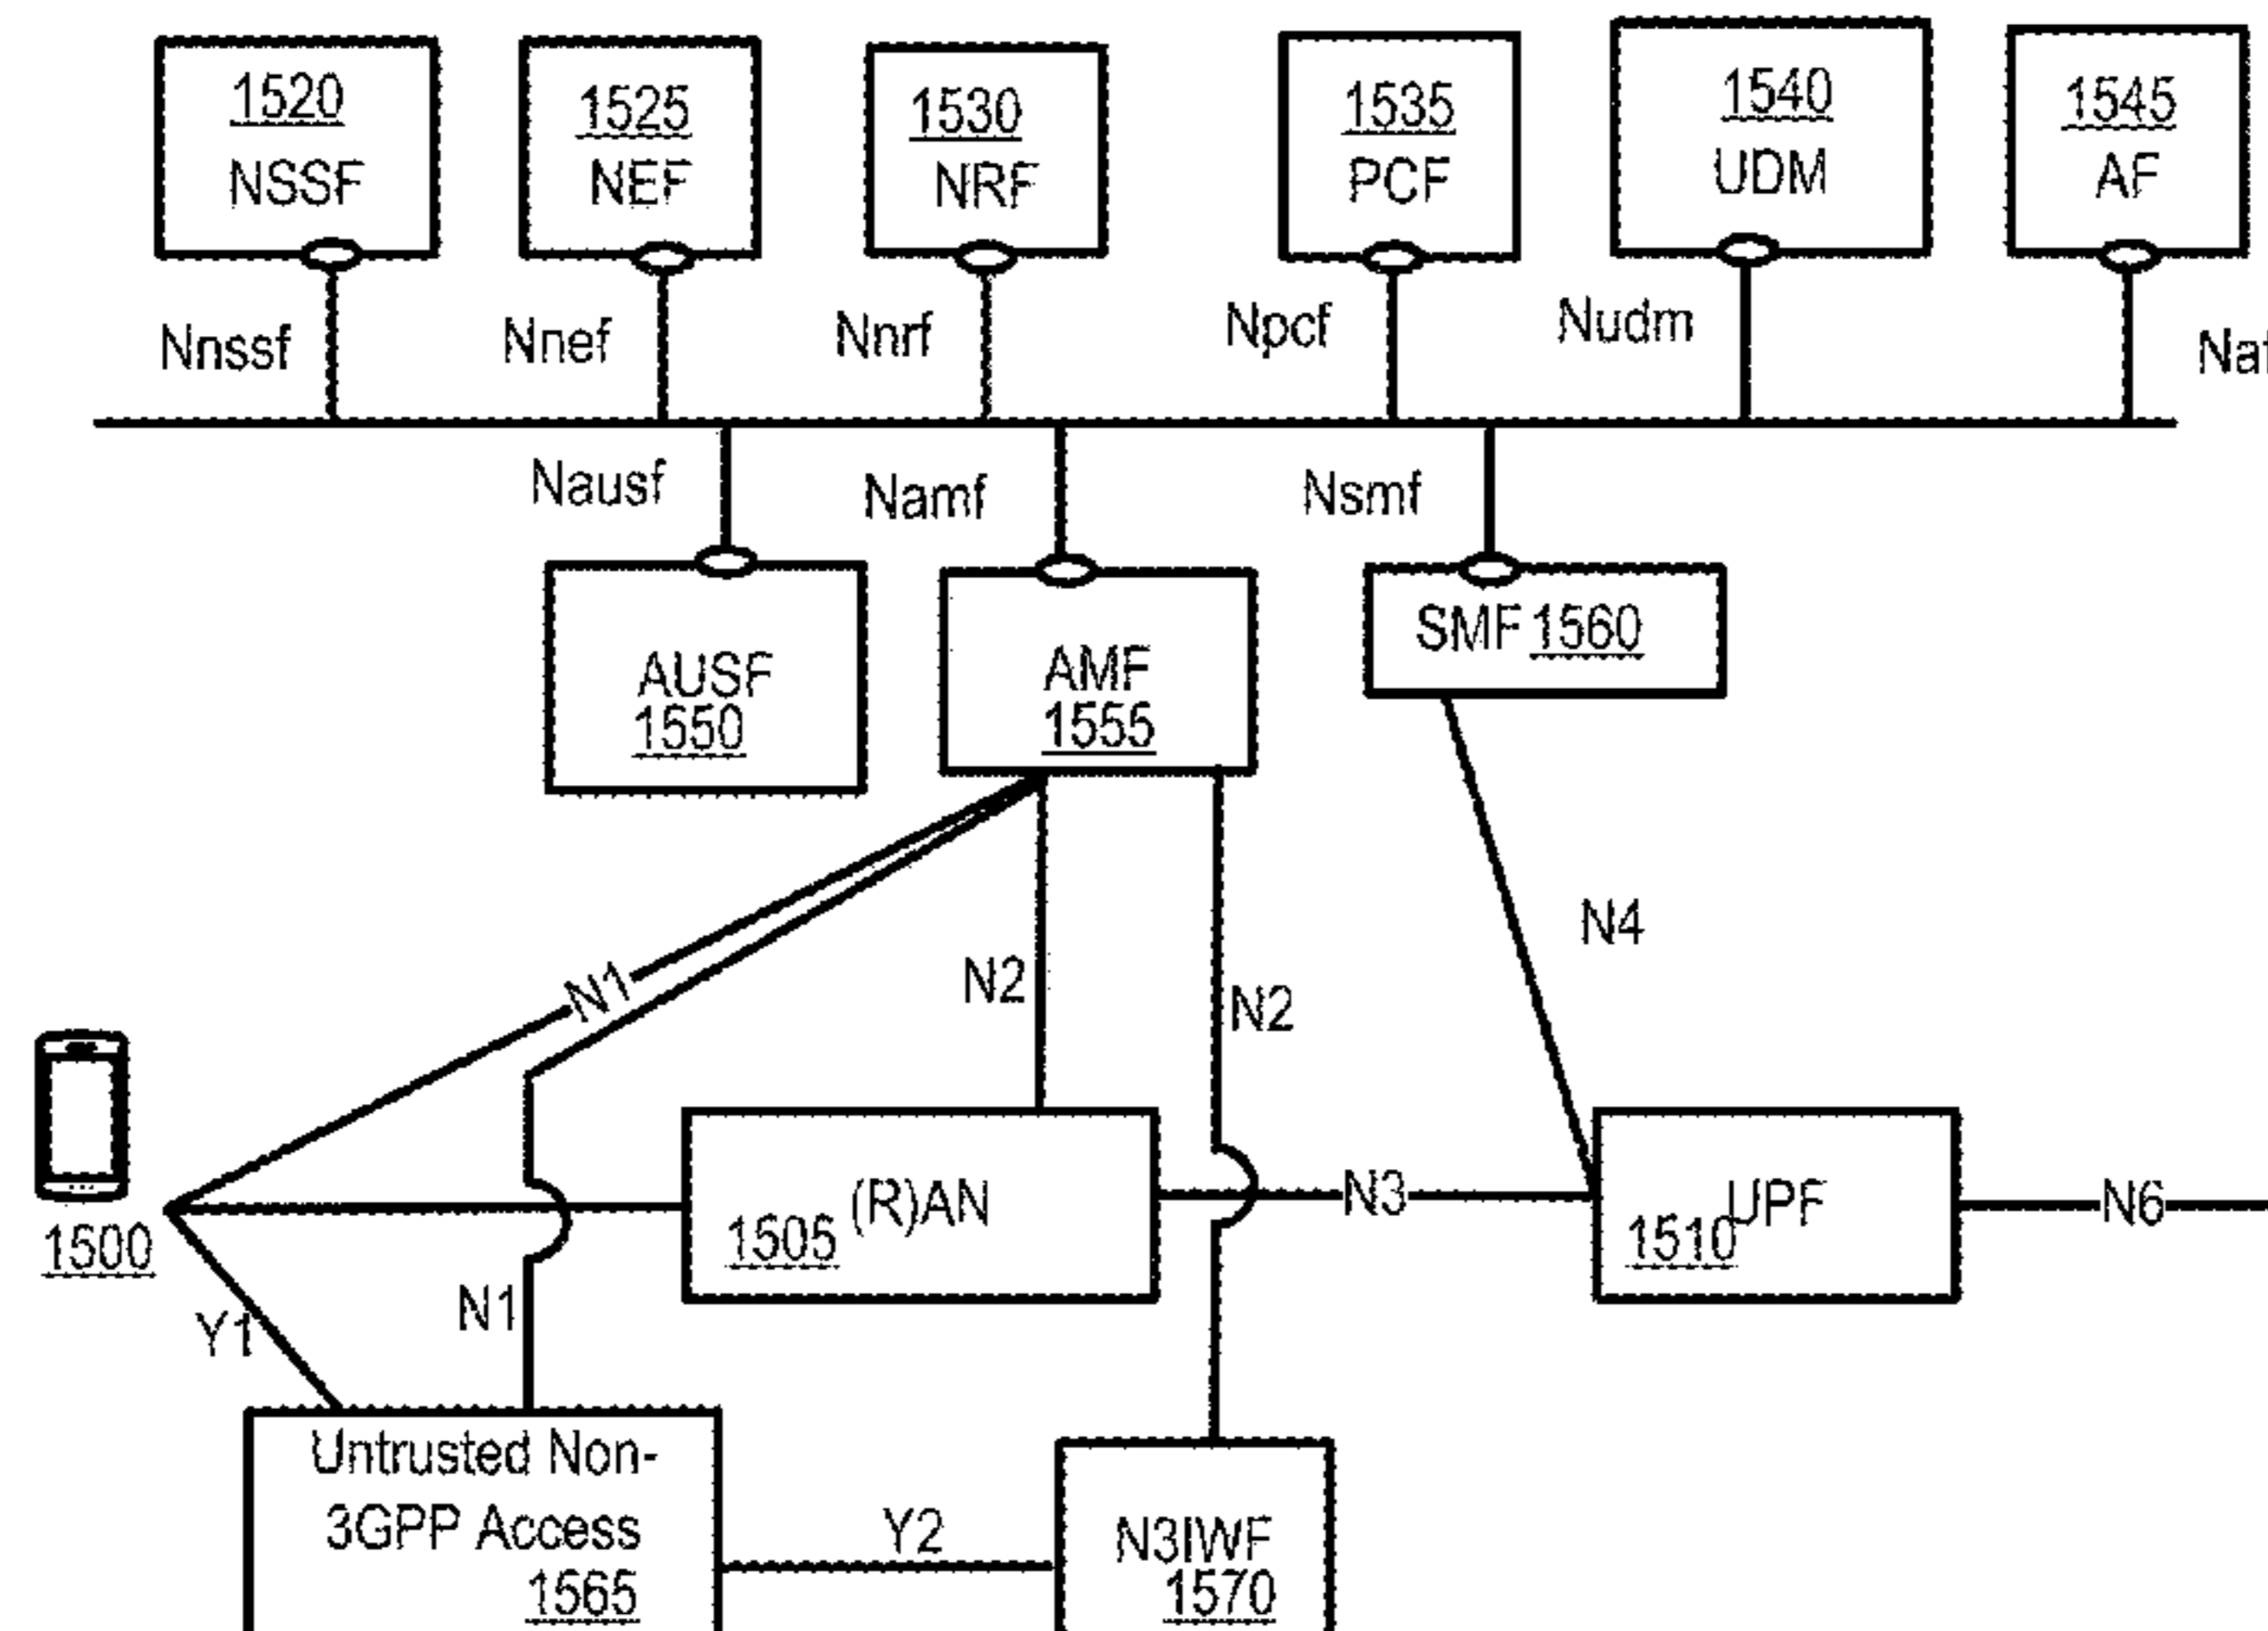 1520
NSSF
1525
NEF
1530
NRF
1535
PCF
1540
UDM
1545
AF
Nnssf
Nnef
Nnrf
Npcf
Nudm
Naf
Nausf
Namf
Nsmf
AUSF
1550
AMF
1555
SMF 1560
N1
N2
N2
N4
1500
(R)AN
1505
N3
UPF
1510
N6
Y1
N1
Untrusted Non-
3GPP Access
1565
Y2
N3IWF
1570